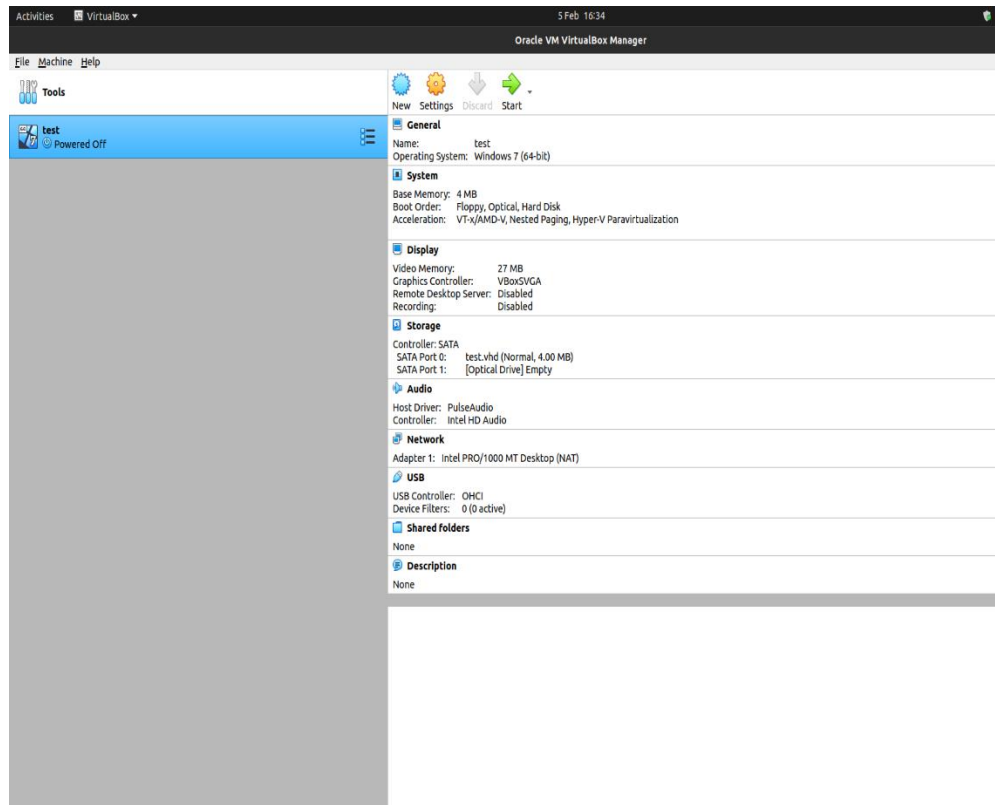 Activities VirtualBox 5 Feb 16:34
Oracle VM VirtualBox Manager
File Machine Help
Tools
test
Powered Off
New Settings Discard Start
General
Name: test
Operating System: Windows 7 (64-bit)
System
Base Memory: 4 MB
Boot Order: Floppy, Optical, Hard Disk
Acceleration: VT-x/AMD-V, Nested Paging, Hyper-V Paravirtualization
Display
Video Memory: 27 MB
Graphics Controller: VBoxSVGA
Remote Desktop Server: Disabled
Recording: Disabled
Storage
Controller: SATA
SATA Port 0: test.vhd (Normal, 4.00 MB)
SATA Port 1: [Optical Drive] Empty
Audio
Host Driver: PulseAudio
Controller: Intel HD Audio
Network
Adapter 1: Intel PRO/1000 MT Desktop (NAT)
USB
USB Controller: OHCI
Device Filters: 0 (0 active)
Shared folders
None
Description
None